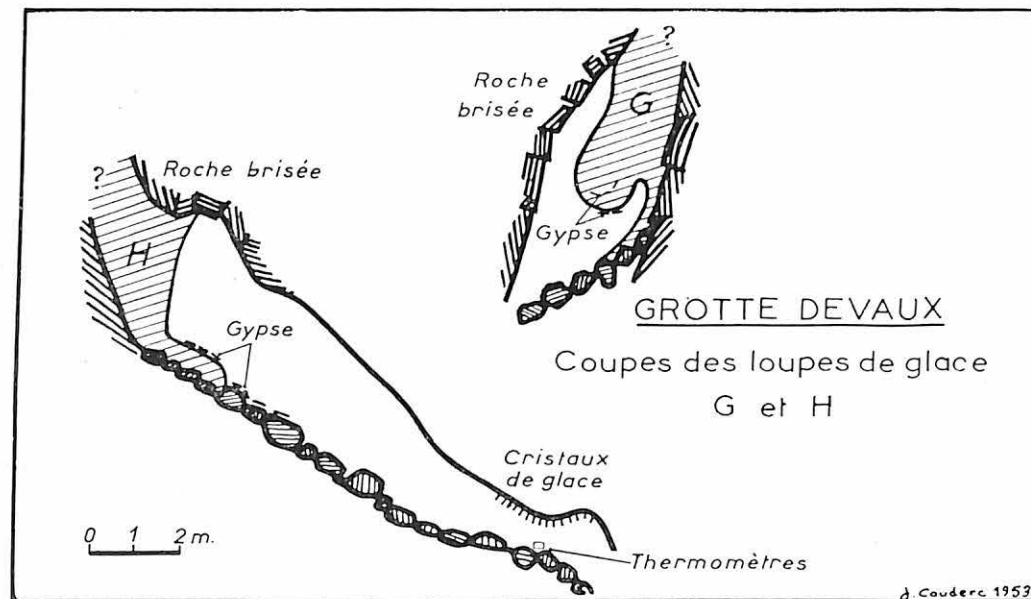 ?
Roche
brisée
G
Gypse
?
Roche brisée
H
Gypse
GROTTE DEVAUX
Coupes des loupes de glace
G et H
Cristaux
de glace
0 1 2 m.
Thermomètres
J. Couderc 1953